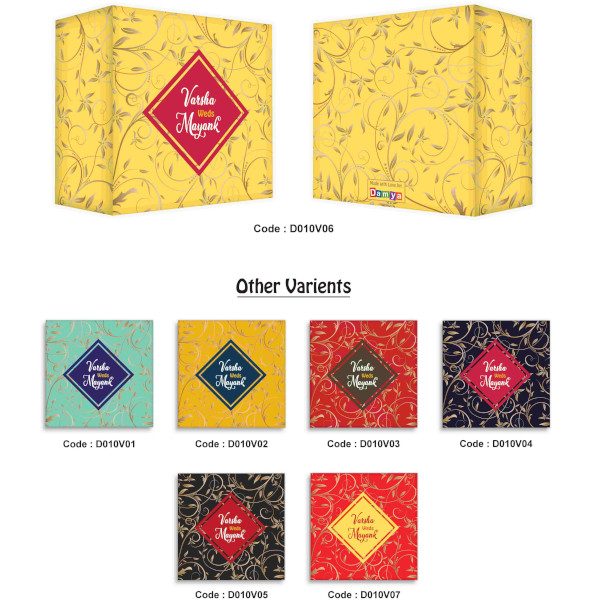 Varsha
Weds
Mayank
Made with Love by:
Damya
Code : D010V06
Other Varients
Varsha
Weds
Mayank
Varsha
Weds
Mayank
Varsha
Weds
Mayank
Varsha
Weds
Mayank
Code : D010V01
Code : D010V02
Code : D010V03
Code : D010V04
Varsha
Weds
Mayank
Varsha
Weds
Mayank
Code : D010V05
Code : D010V07